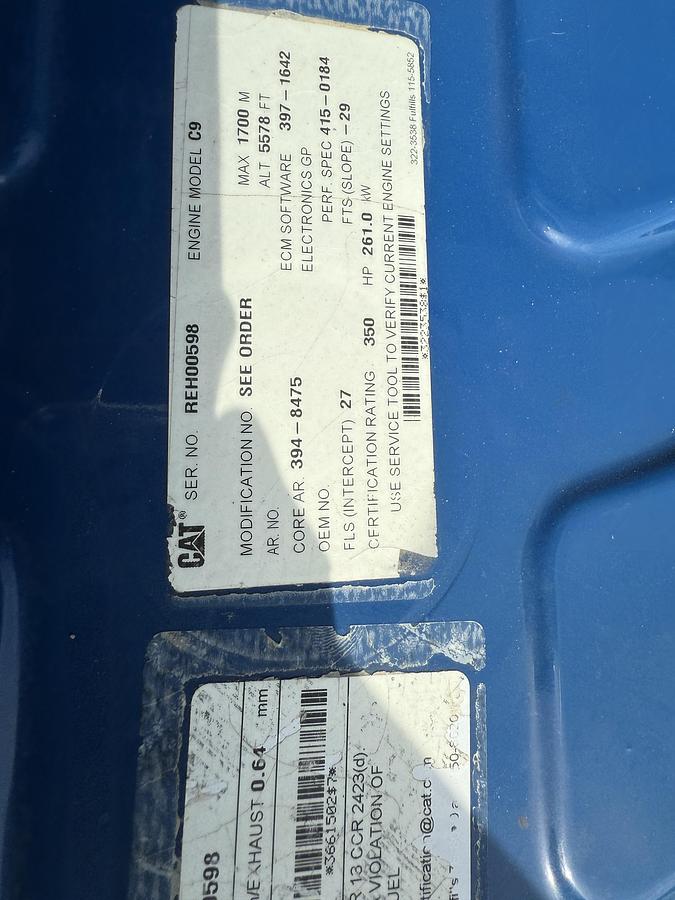 CAT® SER. NO. REH00598 ENGINE MODEL C9
MODIFICATION NO. SEE ORDER MAX 1700 M
AR. NO. ALT 5578 FT
CORE AR. 394-8475 ECM SOFTWARE 397-1642
OEM NO. ELECTRONICS GP
PERF. SPEC 415-0184
FLS (INTERCEPT) 27 FTS (SLOPE) -29
CERTIFICATION RATING 350 HP 261.0 kW
USE SERVICE TOOL TO VERIFY CURRENT ENGINE SETTINGS
322-3538 Fulfills 115-5852
*3223538$1*
0598
EXHAUST 0.64 mm
*3661502$7*
R 13 CCR 2423(d)
VIOLATION OF
UEL